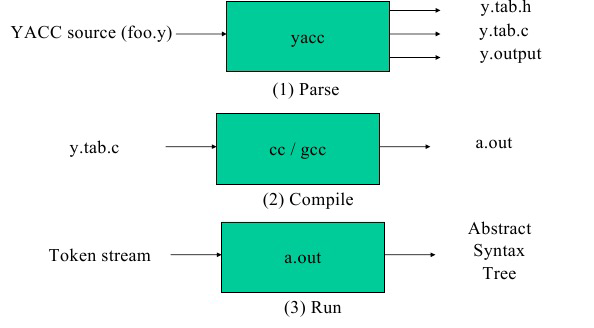 y.tab.h
YACC source (foo.y)
yacc
y.tab.c
y.output
(1) Parse
y.tab.c
cc / gcc
a.out
(2) Compile
Token stream
a.out
Abstract
Syntax
Tree
(3) Run